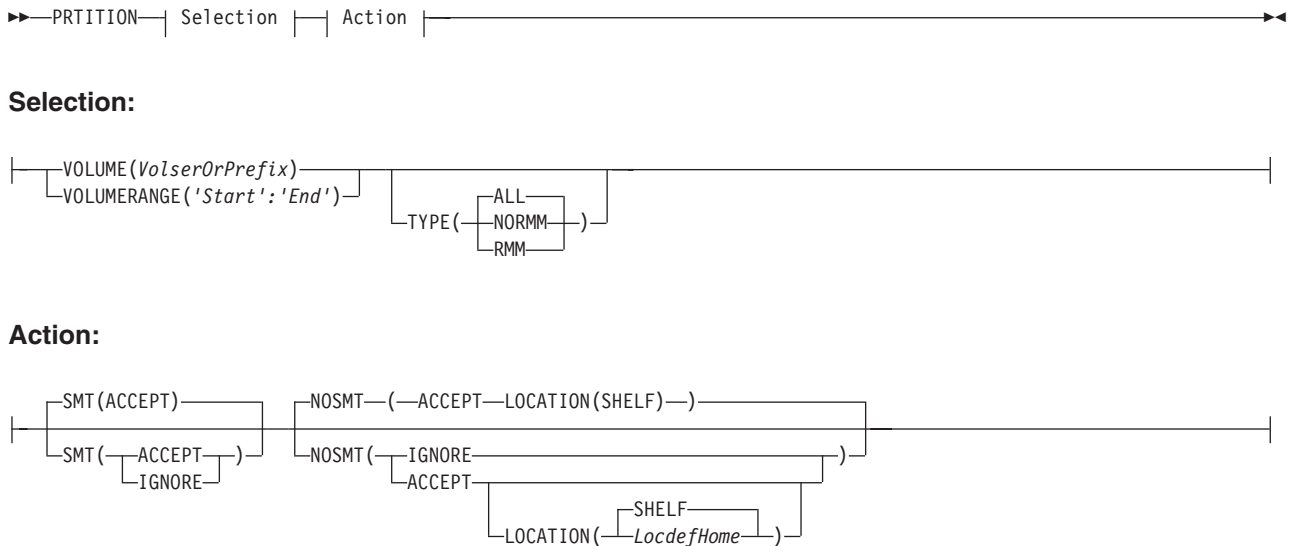 PRTITION Selection Action
Selection:
VOLUME(VolserOrPrefix)
VOLUMERANGE('Start':'End')
TYPE( ALL )
NORMM
RMM
Action:
SMT(ACCEPT) NOSMT ( ACCEPT LOCATION(SHELF) )
SMT( ACCEPT ) NOSMT( IGNORE )
IGNORE ACCEPT
SHELF
LOCATION( LocdefHome )